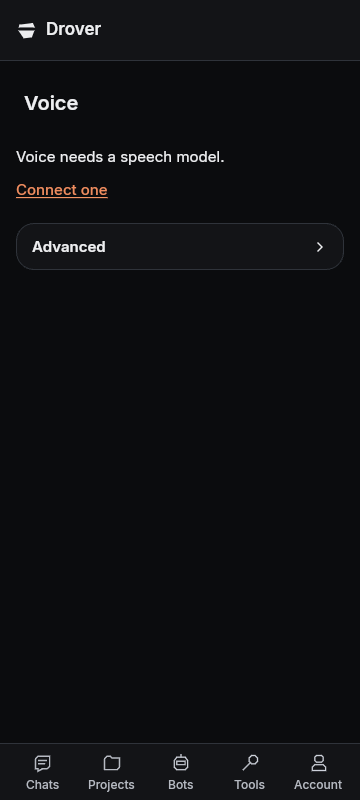 Drover
Voice
Voice needs a speech model.
Connect one
Advanced
Chats
Projects
Bots
Tools
Account